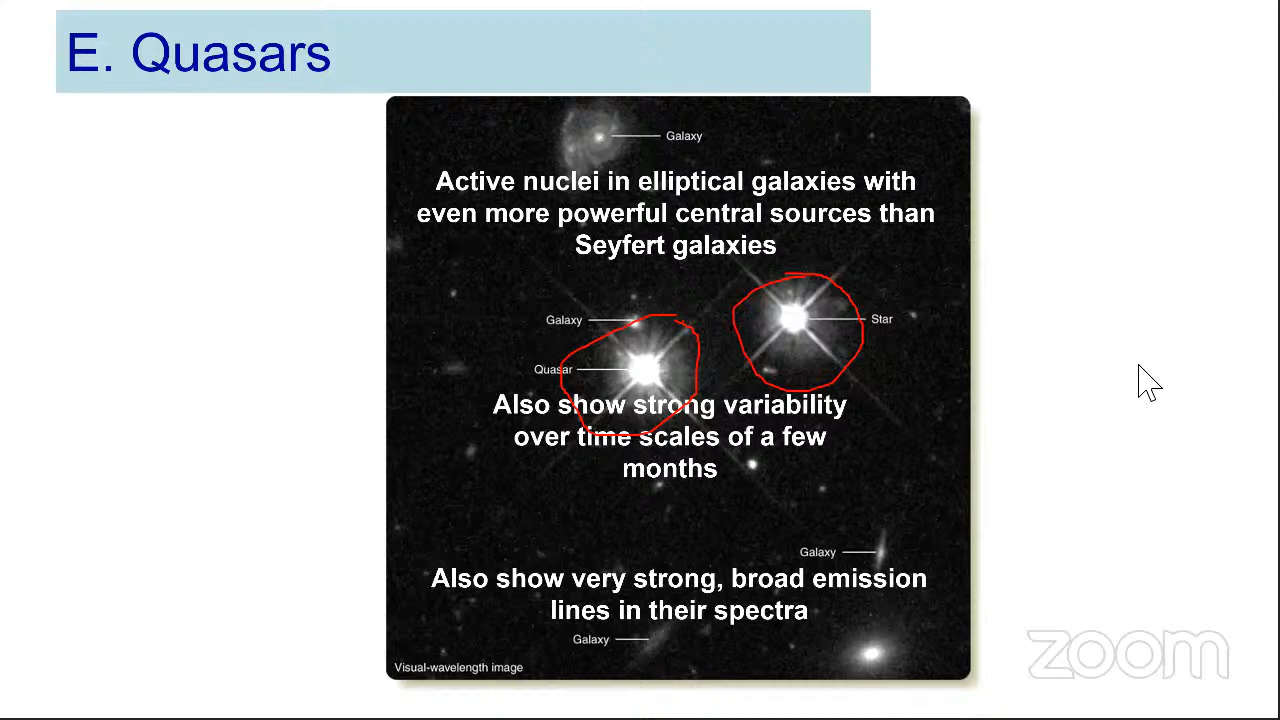 E. Quasars
Galaxy
Active nuclei in elliptical galaxies with
even more powerful central sources than
Seyfert galaxies
Galaxy
Star
Quasar
Also show strong variability
over time scales of a few
months
Galaxy
Also show very strong, broad emission
lines in their spectra
Galaxy
Visual-wavelength image
zoom